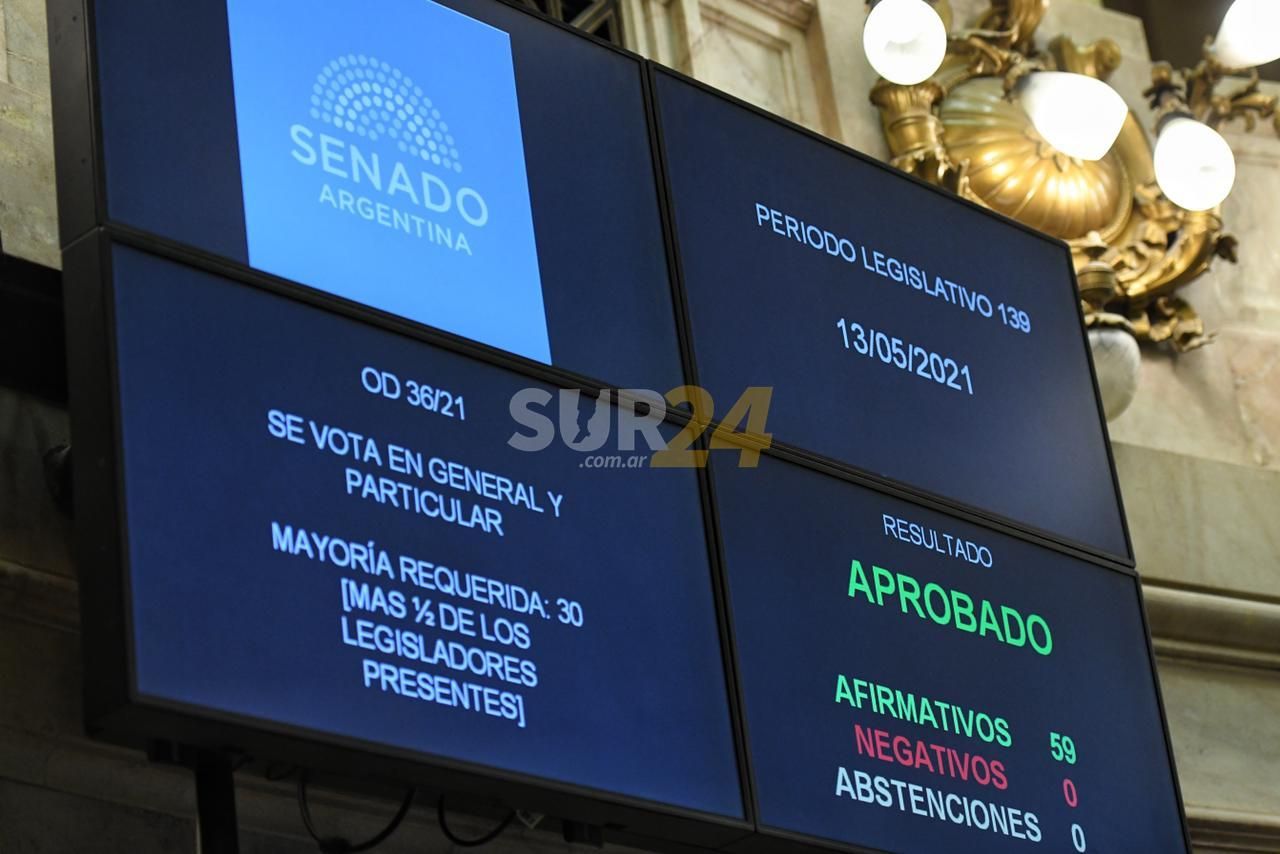 SENADO
ARGENTINA
PERIODO LEGISLATIVO 139
13/05/2021
OD 36/21
SE VOTA EN GENERAL Y
PARTICULAR
MAYORÍA REQUERIDA: 30
[MAS ½ DE LOS
LEGISLADORES
PRESENTES]
RESULTADO
APROBADO
AFIRMATIVOS 59
NEGATIVOS 0
ABSTENCIONES 0
SUR24
.com.ar